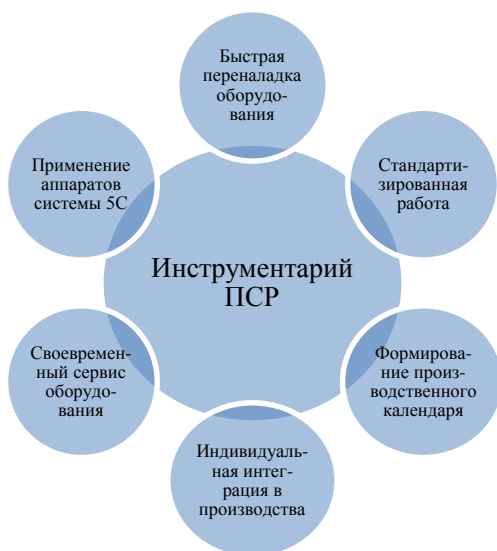 Быстрая
переналадка
оборудо-
вания
Применение
аппаратов
системы 5С
Стандарти-
зированная
работа
Инструментарий
ПСР
Своевремен-
ный сервис
оборудо-
вания
Формирова-
ние произ-
водственного
календаря
Индивидуаль-
ная интег-
рация в
производства